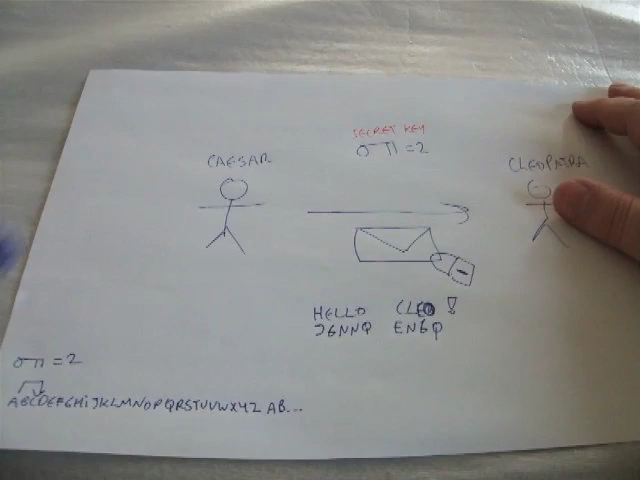 SECRET KEY
CAESAR
=2
CLEOPATRA
HELLO CLEO!
JGNNQ ENGQ
=2
ABCDEFGHIJKLMNOPQRSTUVWXYZ AB...